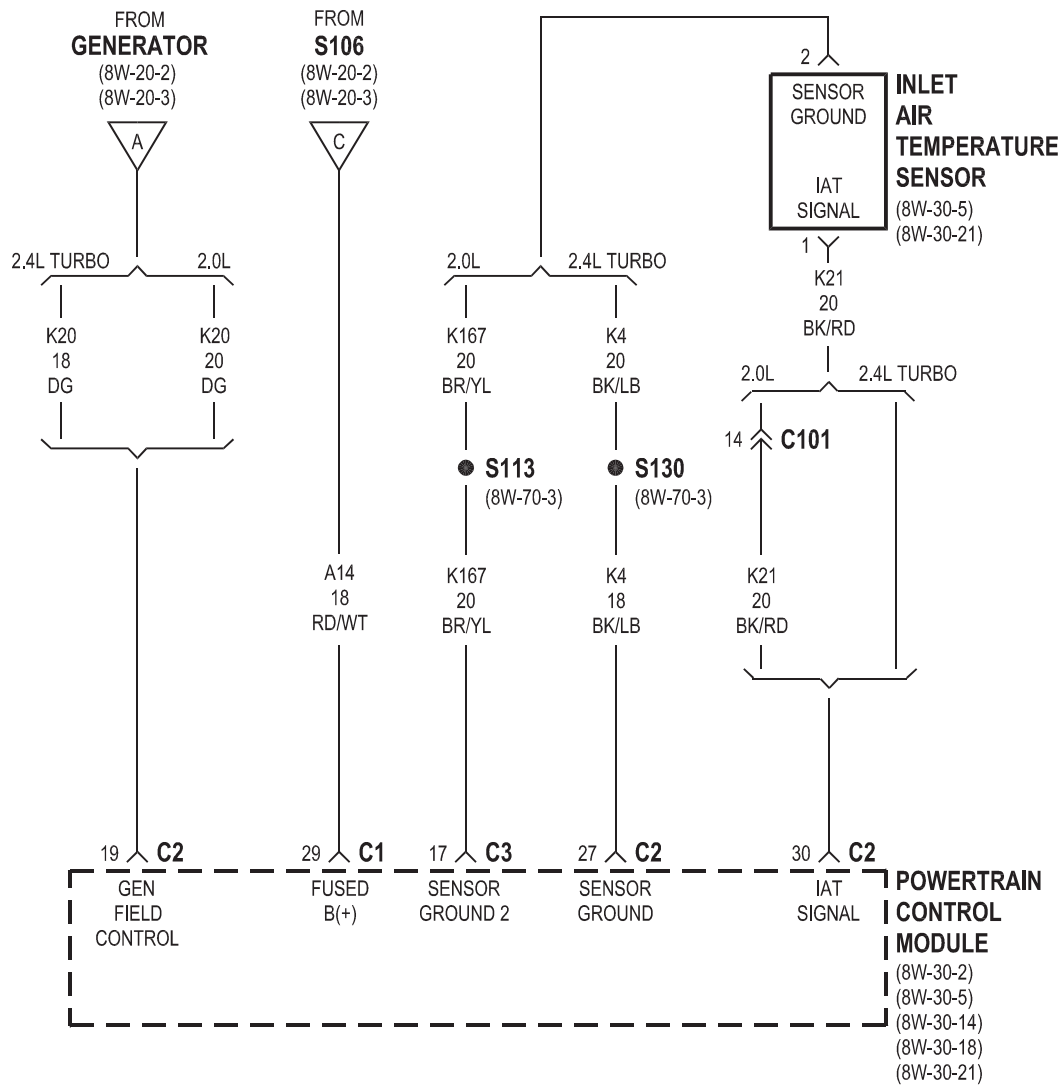 FROM
GENERATOR
(8W-20-2)
(8W-20-3)
A
FROM
S106
(8W-20-2)
(8W-20-3)
C
2
SENSOR
GROUND
IAT
SIGNAL
1
INLET
AIR
TEMPERATURE
SENSOR
(8W-30-5)
(8W-30-21)
2.4L TURBO
2.0L
K20
18
DG
K20
20
DG
2.0L
2.4L TURBO
K167
20
BR/YL
K4
20
BK/LB
K21
20
BK/RD
2.0L
2.4L TURBO
14
C101
S113
(8W-70-3)
S130
(8W-70-3)
A14
18
RD/WT
K167
20
BR/YL
K4
18
BK/LB
K21
20
BK/RD
19 C2
29 C1
17 C3
27 C2
30 C2
GEN
FIELD
CONTROL
FUSED
B(+)
SENSOR
GROUND 2
SENSOR
GROUND
IAT
SIGNAL
POWERTRAIN
CONTROL
MODULE
(8W-30-2)
(8W-30-5)
(8W-30-14)
(8W-30-18)
(8W-30-21)